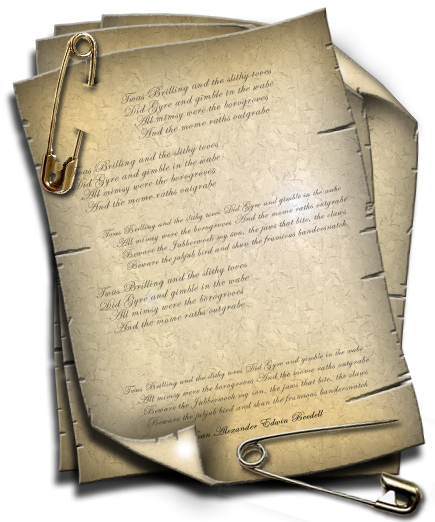 Twas Brilling and the slithy toves
Did Gyre and gimble in the wabe
All mimsy were the borogroves
And the mome raths outgrabe
Twas Brilling and the slithy toves
Did Gyre and gimble in the wabe
All mimsy were the borogroves
And the mome raths outgrabe
Twas Brilling and the slithy toves Did Gyre and gimble in the wabe
All mimsy were the borogroves And the mome raths outgrabe
Beware the Jabberwock my son, the jaws that bite, the claws
Beware the jubjub bird and shun the frumious bandersnatch
Twas Brilling and the slithy toves
Did Gyre and gimble in the wabe
All mimsy were the borogroves
And the mome raths outgrabe
Twas Brilling and the slithy toves Did Gyre and gimble in the wabe
All mimsy were the borogroves And the mome raths outgrabe
Beware the Jabberwock my son, the jaws that bite, the claws
Beware the jubjub bird and shun the frumious bandersnatch
Alexander Edwin Beedell